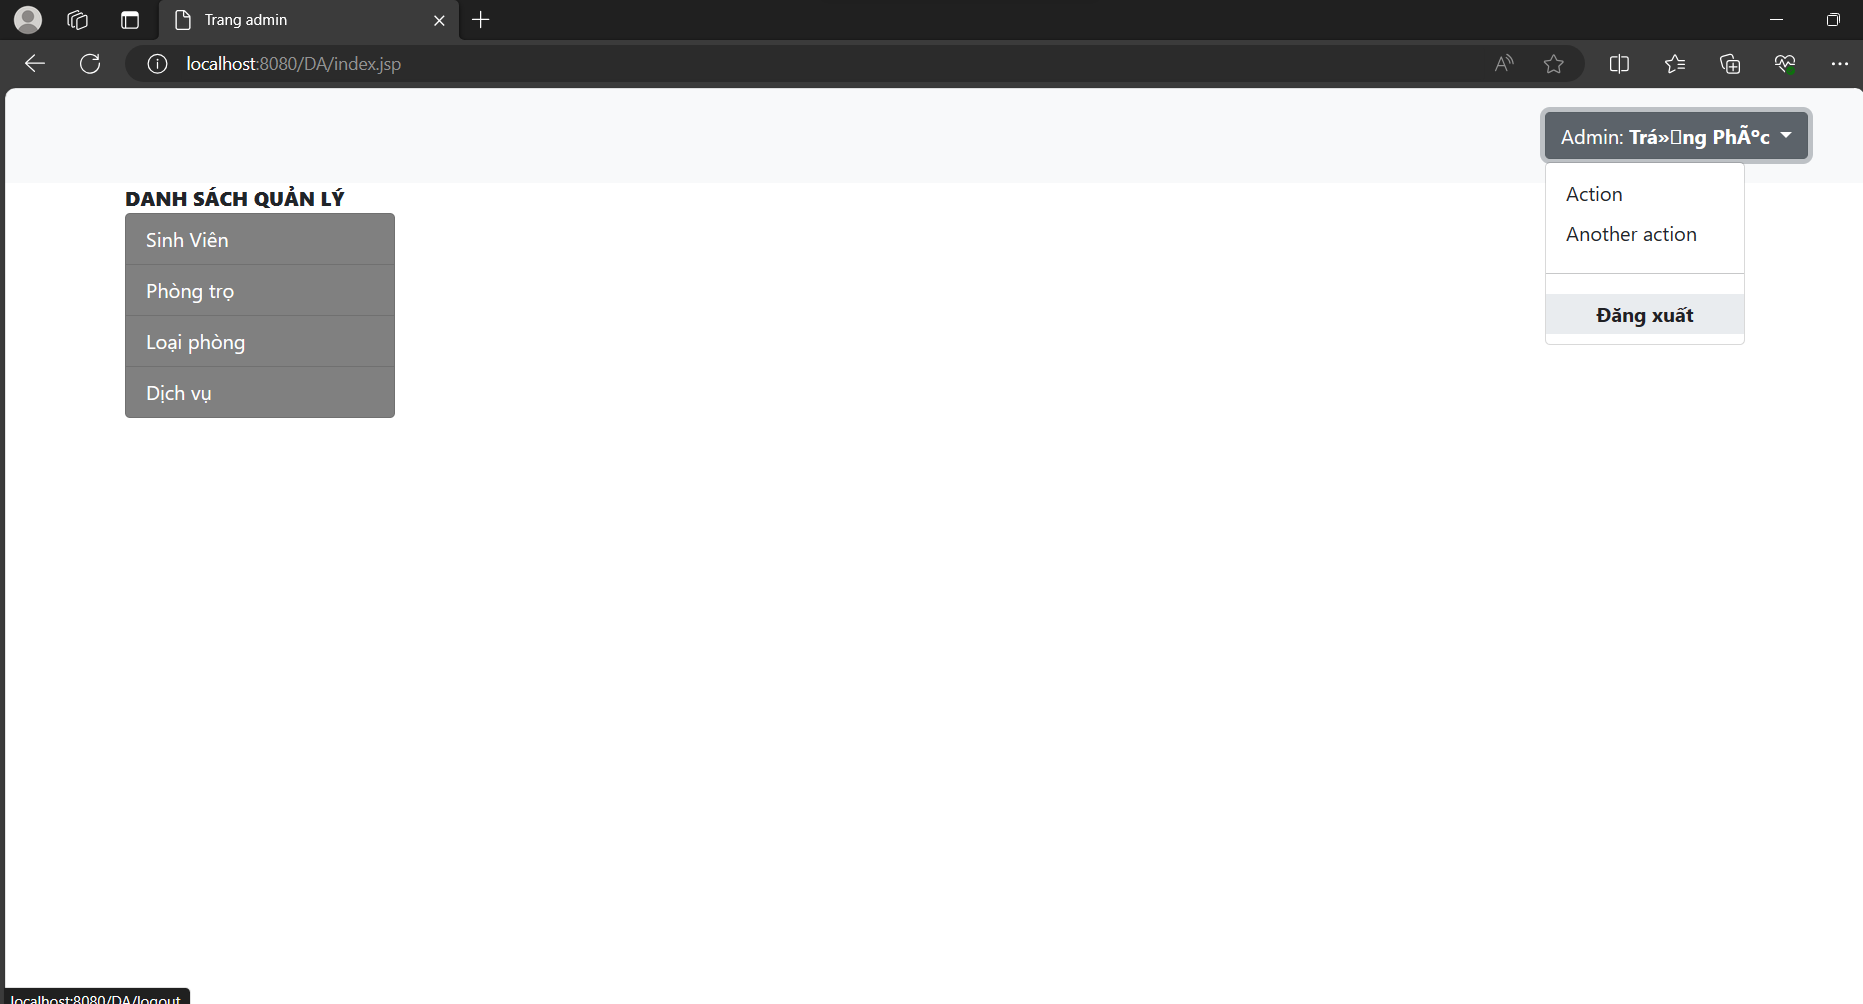 Trang admin
localhost:8080/DA/index.jsp
Admin: Trá»ng PhÃºc
Action
Another action
Đăng xuất
DANH SÁCH QUẢN LÝ
Sinh Viên
Phòng trọ
Loại phòng
Dịch vụ
localhost:8080/DA/logout